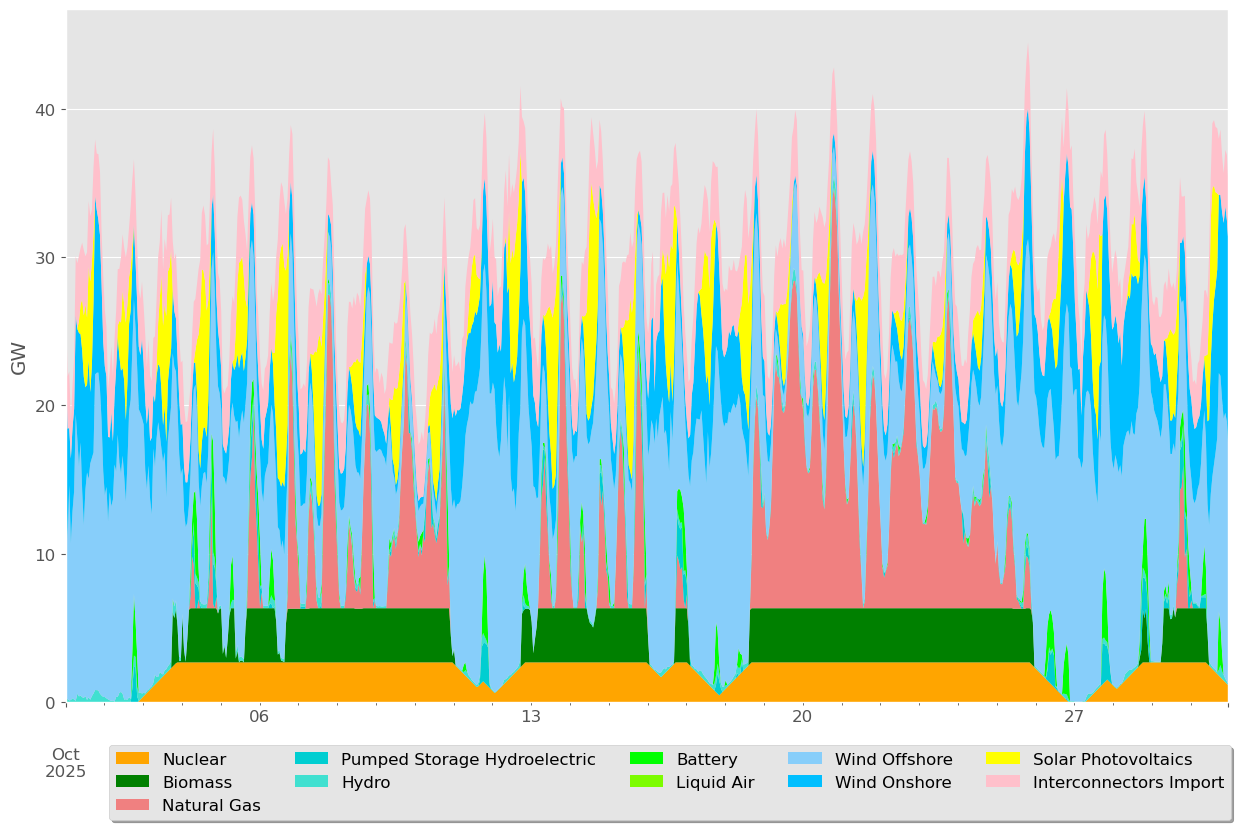 GW
40
30
20
10
0
06 13 20 27
Oct
2025
Nuclear Pumped Storage Hydroelectric Battery Wind Offshore Solar Photovoltaics
Biomass Hydro Liquid Air Wind Onshore Interconnectors Import
Natural Gas